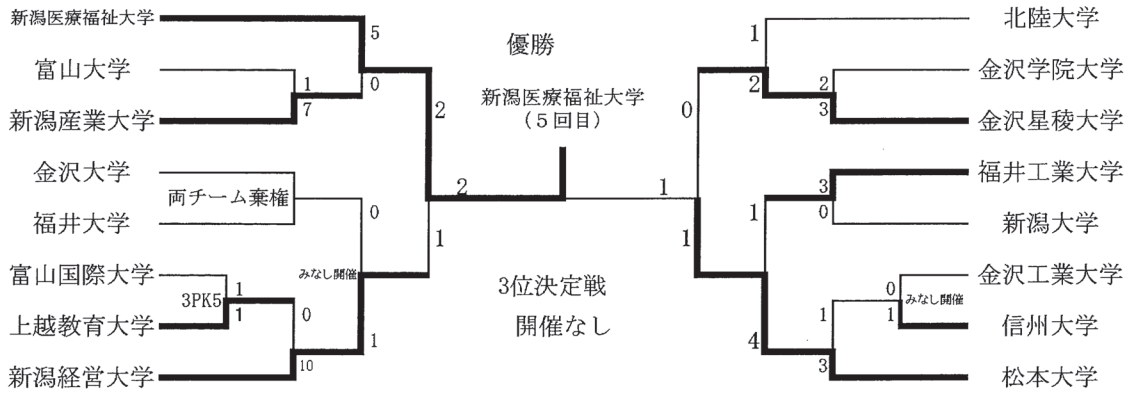 新潟医療福祉大学
富山大学
新潟産業大学
金沢大学
福井大学
富山国際大学
上越教育大学
新潟経営大学
5
1
0
7
両チーム棄権
0
みなし開催
3PK5
1
1
0
10
1
2
1
2
優勝
新潟医療福祉大学
(5回目)
3位決定戦
開催なし
1
0
1
1
2
2
3
3
0
1
4
0
みなし開催
1
1
3
北陸大学
金沢学院大学
金沢星稜大学
福井工業大学
新潟大学
金沢工業大学
信州大学
松本大学